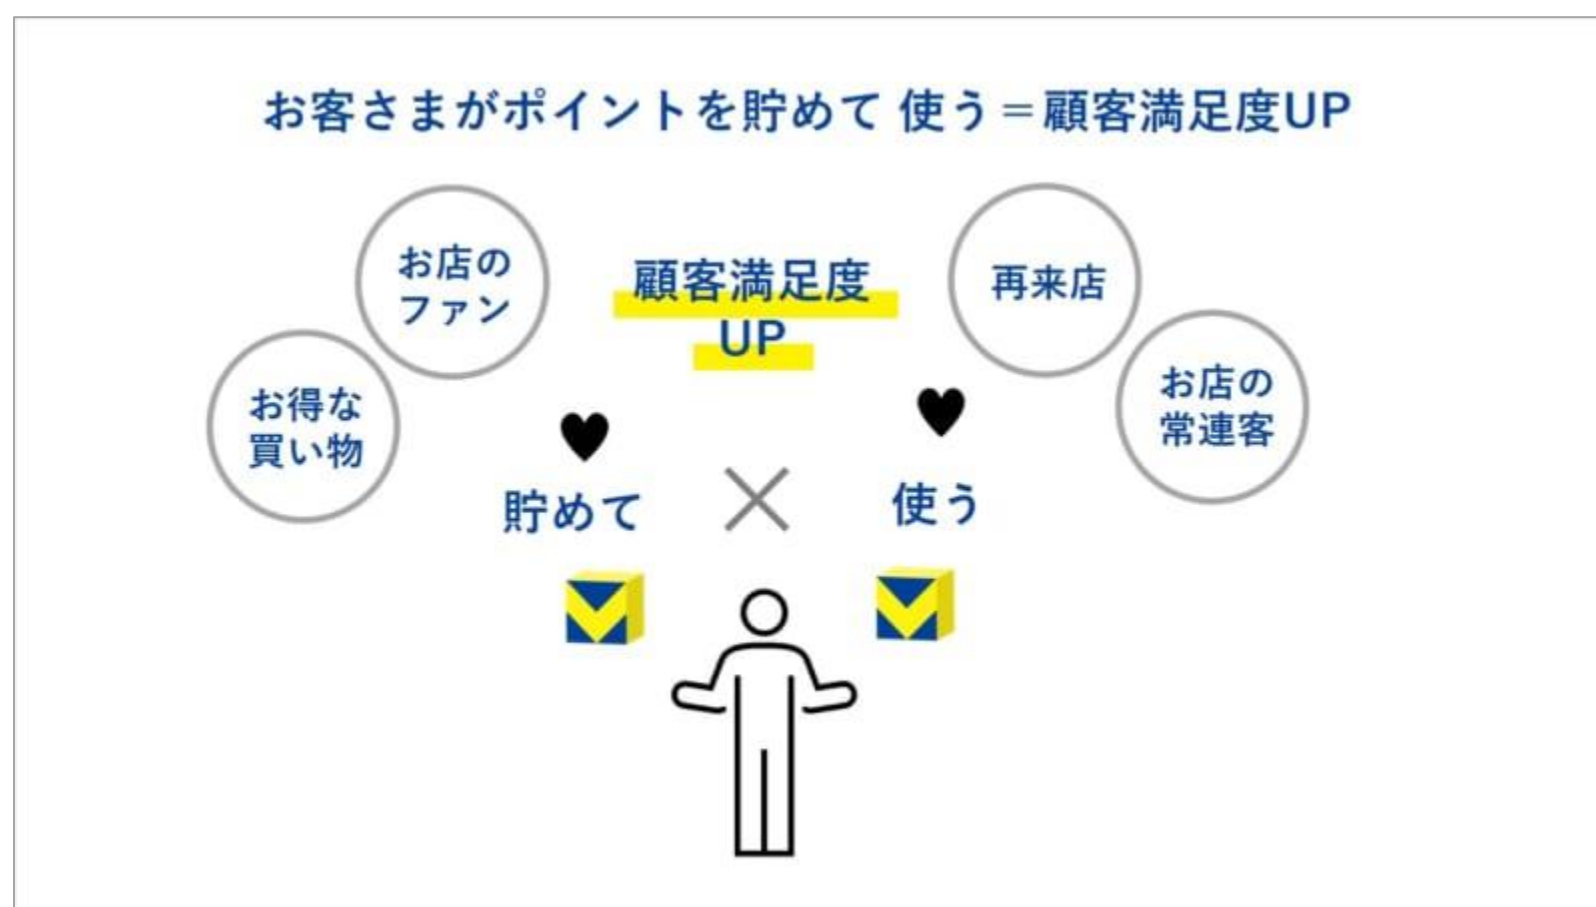 お客さまがポイントを貯めて 使う＝顧客満足度UP
お店の
ファン
お得な
買い物
顧客満足度
UP
再来店
お店の
常連客
貯めて
使う